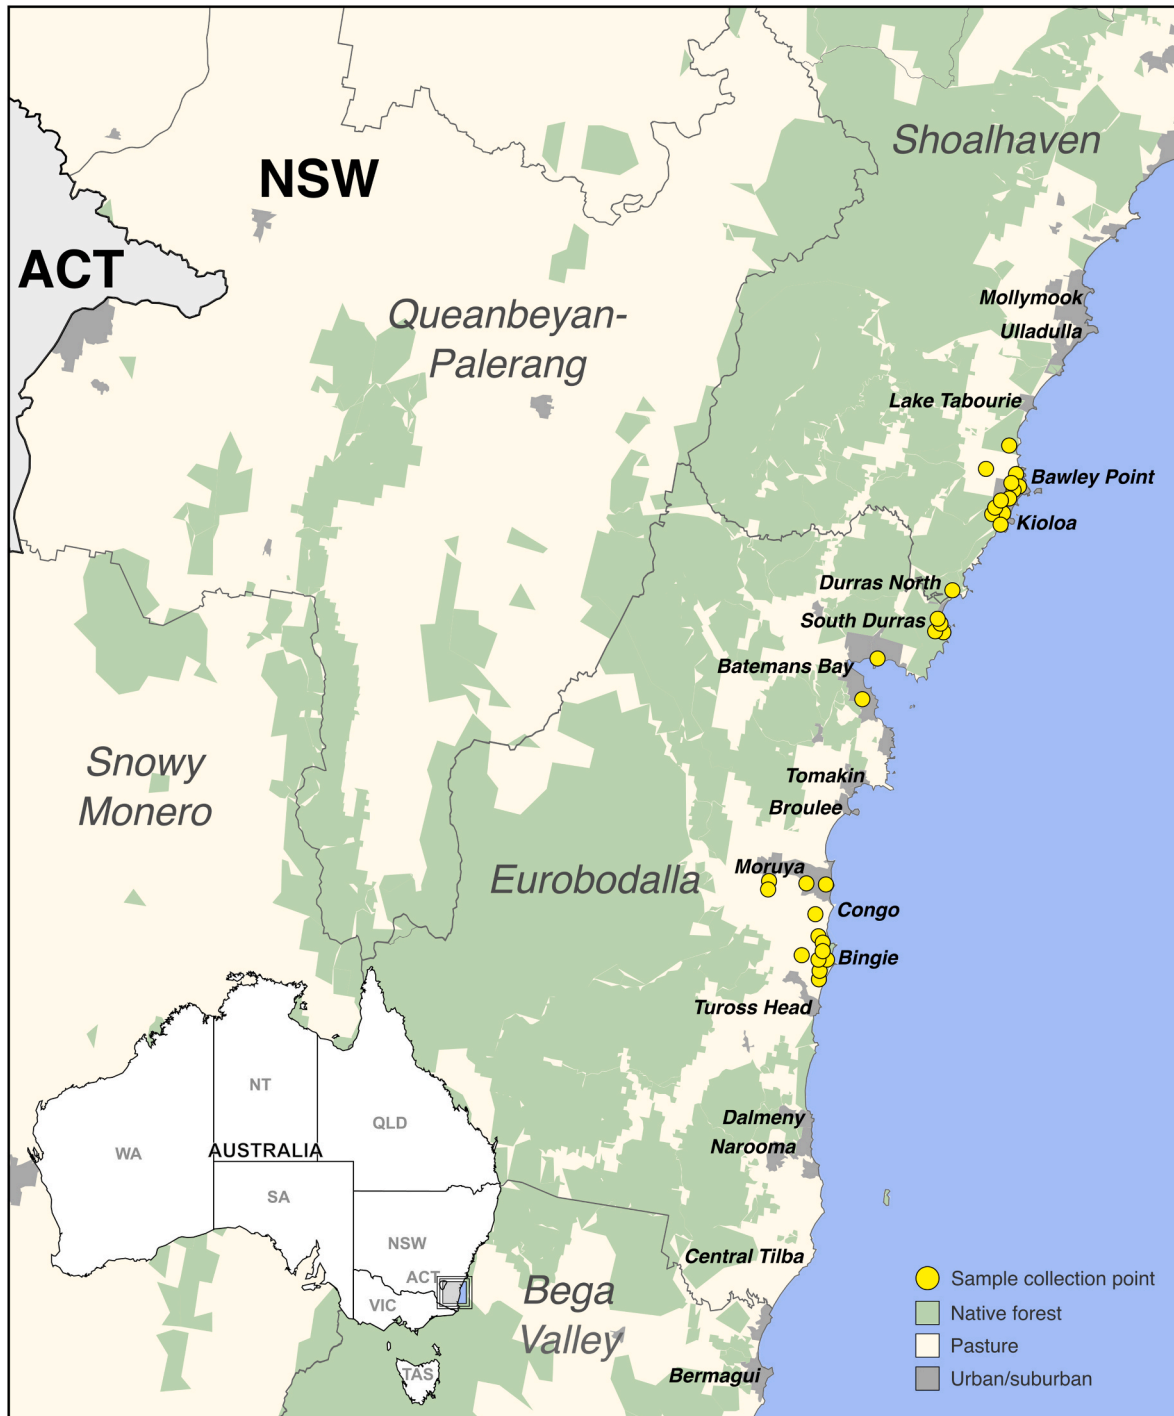 Shoalhaven
NSW
ACT
Mollymook
Queanbeyan-
Palerang
Ulladulla
Lake Tabourie
Bawley Point
Kioloa
Durras North
South Durras
Batemans Bay
Snowy
Monero
Tomakin
Broulee
Moruya
Eurobodalla
Congo
Bingie
Tuross Head
NT
QLD
Dalmeny
Narooma
WA
AUSTRALIA
SA
NSW
Central Tilba
ACT
Bega
Valley
VIC
TAS
Bermagui
Sample collection point
Native forest
Pasture
Urban/suburban